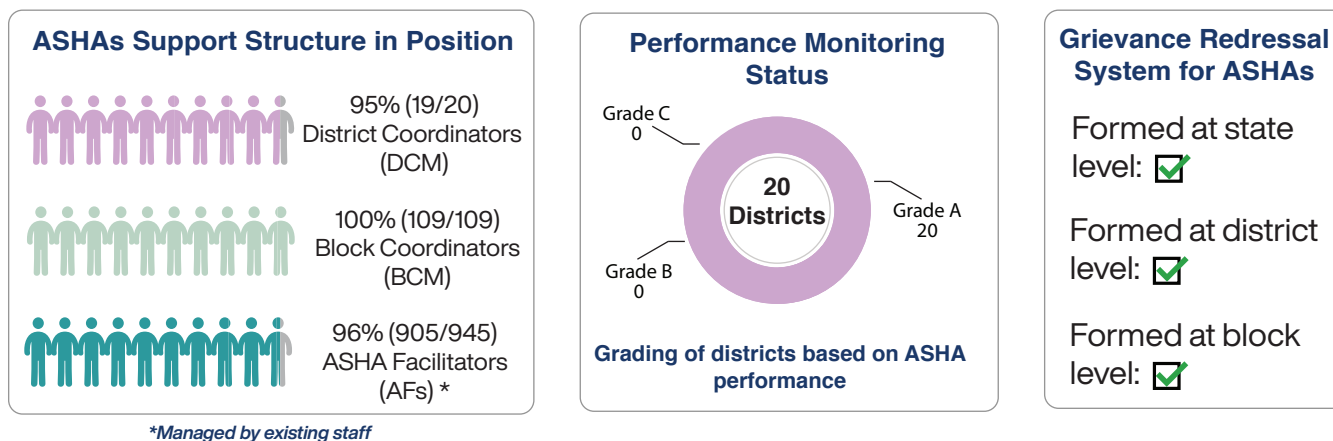 ASHAs Support Structure in Position
95% (19/20)
District Coordinators
(DCM)
100% (109/109)
Block Coordinators
(BCM)
96% (905/945)
ASHA Facilitators
(AFs) *
*Managed by existing staff
Performance Monitoring
Status
Grade C
0
20
Districts
Grade A
20
Grade B
0
Grading of districts based on ASHA
performance
Grievance Redressal
System for ASHAs
Formed at state
level:
Formed at district
level:
Formed at block
level: